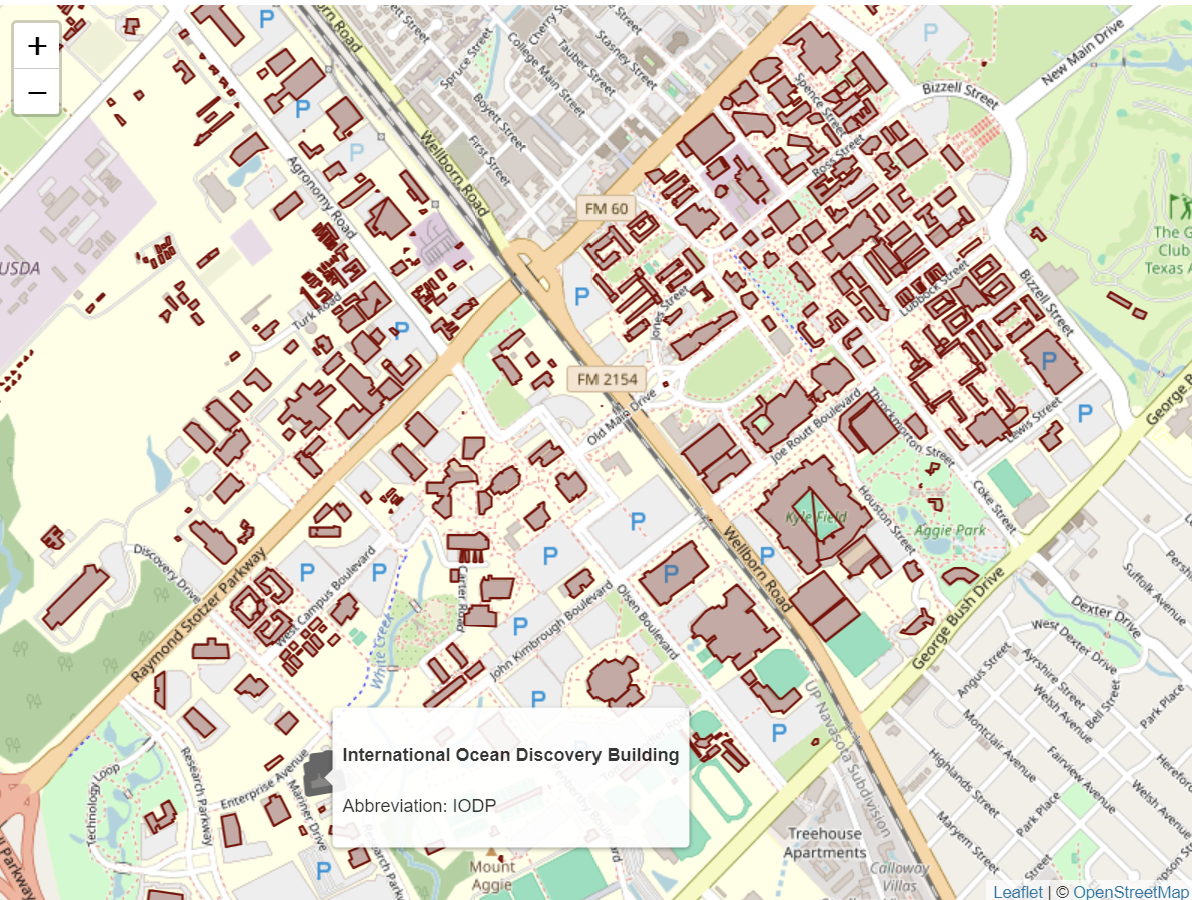 +
−
P
Wellborn Road
Boyett Street
Spruce Street
College Main Street
Cherry Street
Tauber Street
Stasney Street
First Street
Boyett Street
P
P
Agronomy Road
Wellborn Road
FM 60
Spence Street
Ross Street
P
Bizzell Street
New Main Drive
The G
Club
Texas A
USDA
Turk Road
P
P
Jones Street
Lubbock Street
Bizzell Street
P
FM 2154
Old Main Drive
Joe Routt Boulevard
Throckmorton Street
Lewis Street
P
George B
Kyle Field
Houston Street
Coke Street
Aggie Park
P
P
P
P
P
Wellborn Road
P
Discovery Drive
Raymond Stotzer Parkway
West Campus Boulevard
White Creek
Carter Road
P
John Kimbrough Boulevard
Olsen Boulevard
George Bush Drive
Dexter Drive
West Dexter Drive
Suffolk Avenue
Pershi
Angus Street
Ayrshire Street
Welsh Avenue
Bell Street
Park Place
Montclair Avenue
Fairview Avenue
Hereford
P
P
UP Navasota Subdivision
International Ocean Discovery Building
Abbreviation: IODP
Technology Loop
Research Parkway
Enterprise Avenue
Mariner Drive
Highlands Street
Park Place
Welsh Avenue
Maryem Street
Treehouse
Apartments
Calloway
Villas
P
Mount
Aggie
Leaflet | © OpenStreetMap